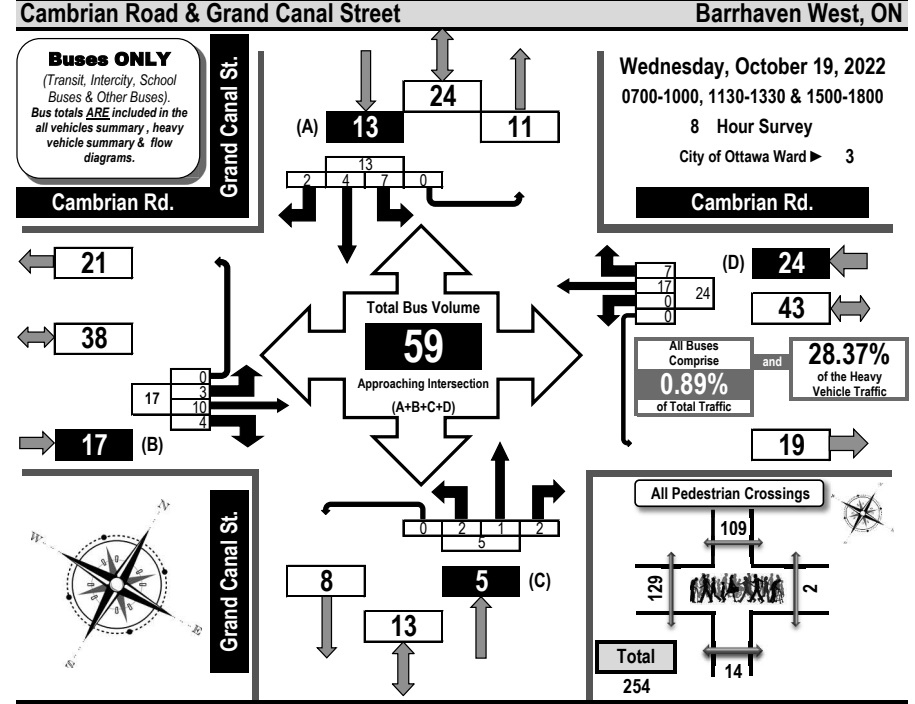 Cambrian Road & Grand Canal Street
Barrhaven West, ON
Buses ONLY
(Transit, Intercity, School
Buses & Other Buses).
Bus totals ARE included in the
all vehicles summary , heavy
vehicle summary & flow
diagrams.
Grand Canal St.
Cambrian Rd.
24
(A) 13
11
13
2 4 7 0
Wednesday, October 19, 2022
0700-1000, 1130-1330 & 1500-1800
8 Hour Survey
City of Ottawa Ward ► 3
Cambrian Rd.
21
38
0
3
10
4
17
17 (B)
Total Bus Volume
59
Approaching Intersection
(A+B+C+D)
7
17
0
0
24
(D) 24
43
All Buses
Comprise
0.89%
of Total Traffic
and
28.37%
of the Heavy
Vehicle Traffic
19
N
W
E
S
Grand Canal St.
0 2 1 2
5
8
5 (C)
13
All Pedestrian Crossings
109
129
2
14
Total
254